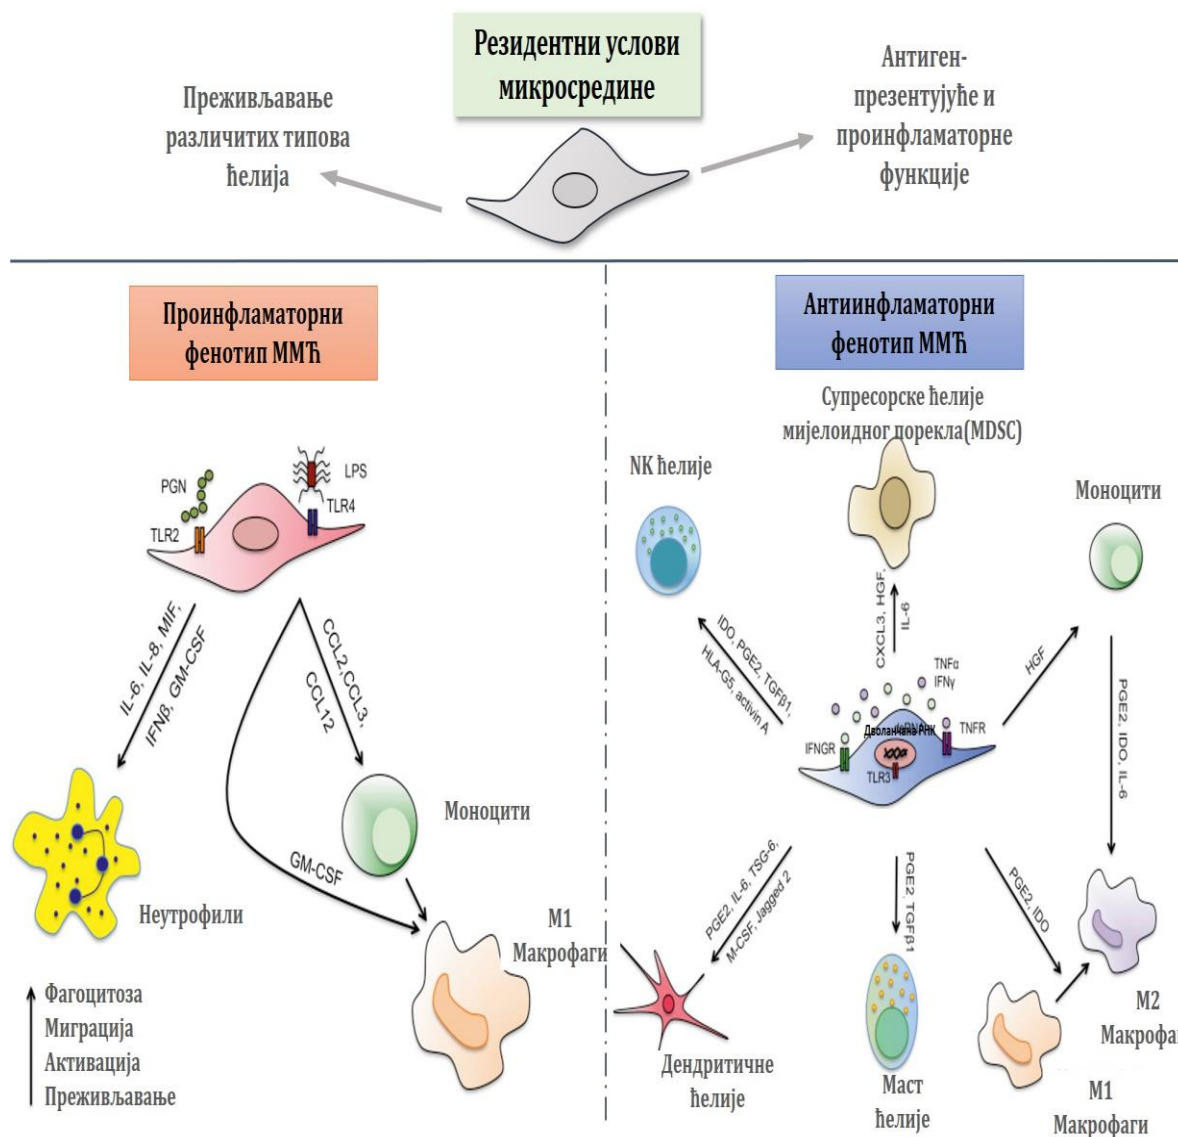 Резидентни услови
микросредине
Преживљавање
различитих типова
ћелија
Антиген-
презентујуће и
проинфламаторне
функције
Проинфламаторни
фенотип ММЋ
PGN
LPS
TLR2
TLR4
IL-6, IL-8, MIF,
IFNβ, GM-CSF
CCL2,CCL3,
CCL12
GM-CSF
Моноцити
Неутрофили
М1
Макрофаги
Фагоцитоза
Миграција
Активација
Преживљавање
Антиинфламаторни
фенотип ММЋ
Супресорске ћелије
мијелоидног порекла(MDSC)
NK ћелије
Моноцити
IDO, PGE2, TGFβ1,
HLA-G5, activin A
CXCL3, HGF,
IL-6
HGF
TNFα
IFNγ
IFNGR
Дволанчана РНК
TNFR
TLR3
PGE2, IDO, IL-6
PGE2, IL-6, TSG-6,
M-CSF, Jagged 2
PGE2, TGFβ1
PGE2, IDO
Дендритичне
ћелије
Маст
ћелије
М2
Макрофа
М1
Макрофаги